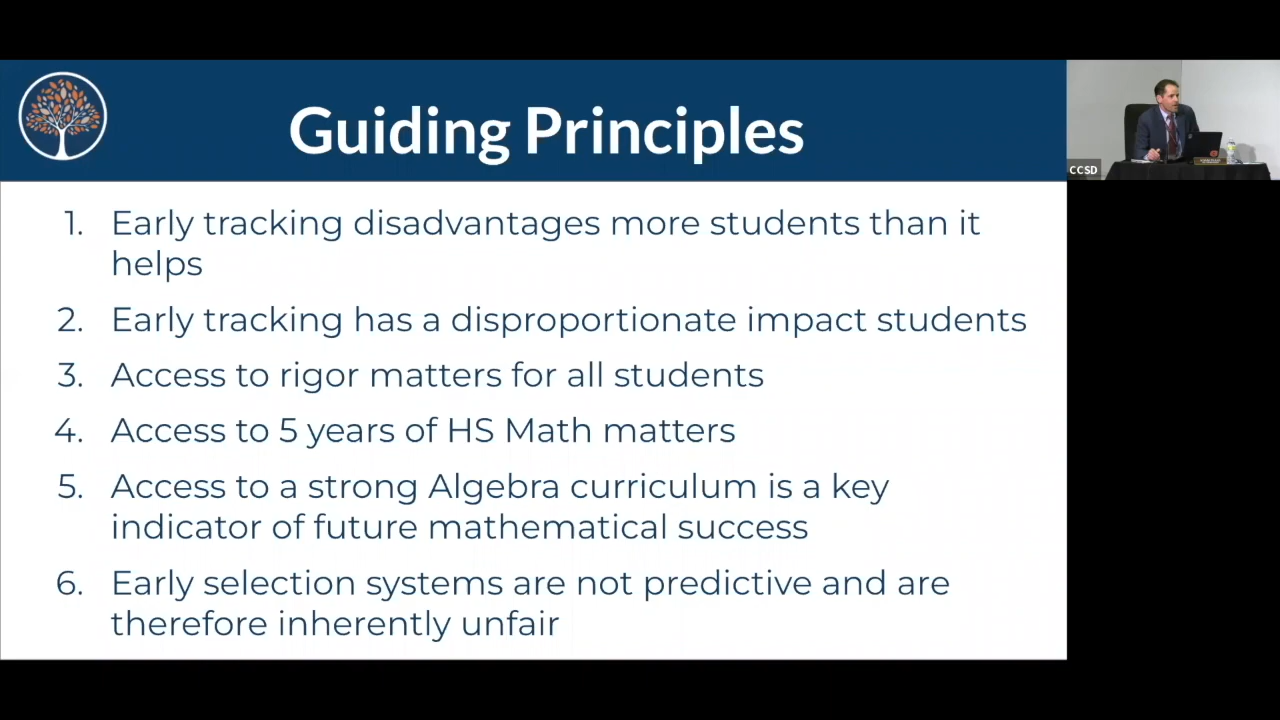 Guiding Principles
CCSD
1. Early tracking disadvantages more students than it
helps
2. Early tracking has a disproportionate impact students
3. Access to rigor matters for all students
4. Access to 5 years of HS Math matters
5. Access to a strong Algebra curriculum is a key
indicator of future mathematical success
6. Early selection systems are not predictive and are
therefore inherently unfair